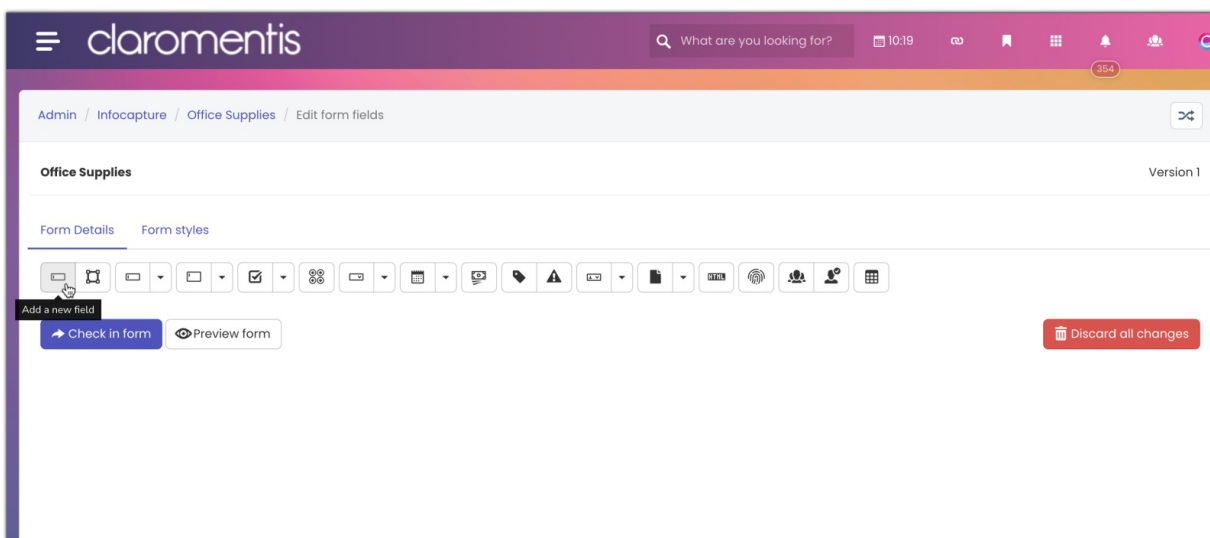 claromentis
What are you looking for?
10:19
354
Admin / Infocapture / Office Supplies / Edit form fields
Office Supplies
Version 1
Form Details
Form styles
HTML
Add a new field
Check in form
Preview form
Discard all changes